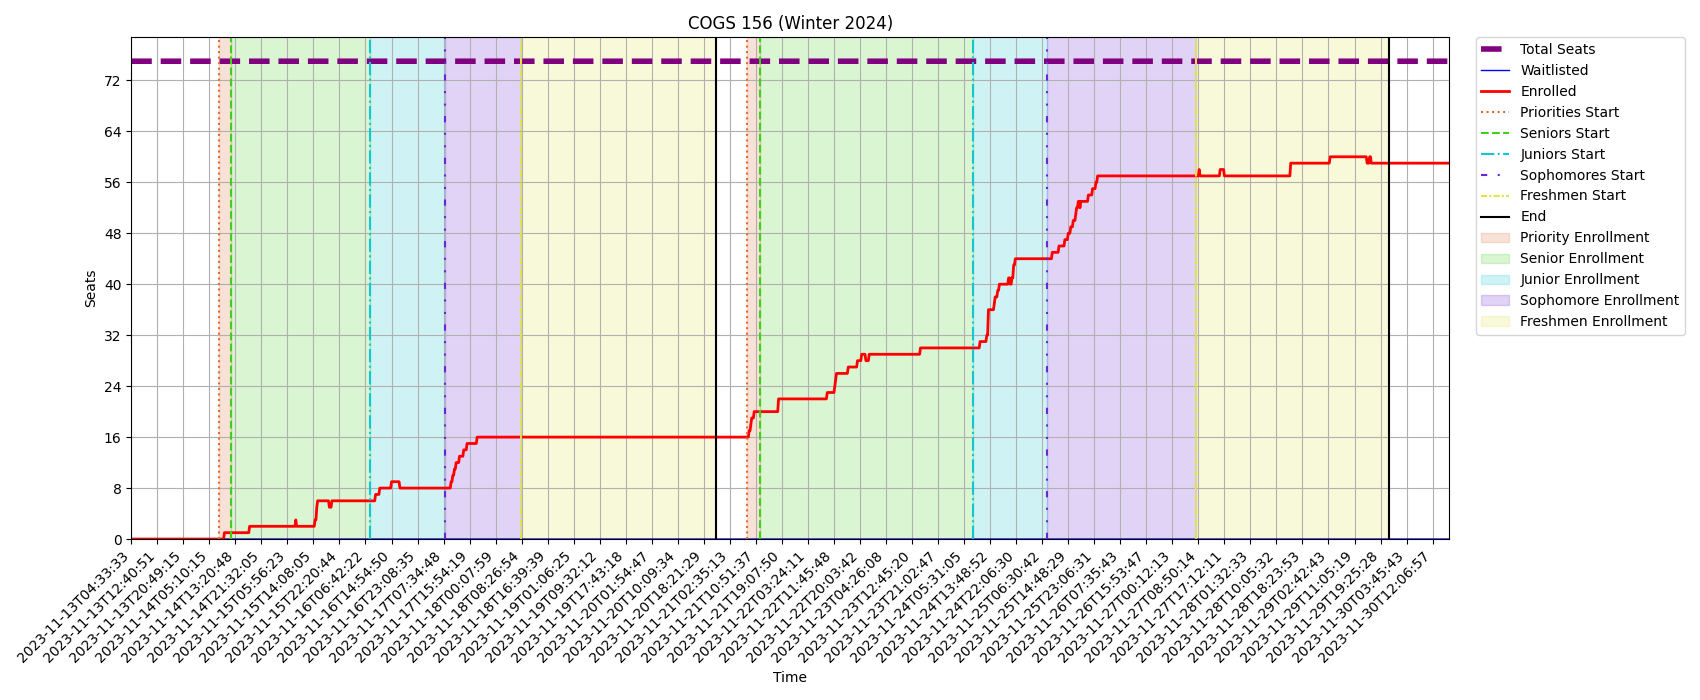 COGS 156 (Winter 2024)
Seats
72
64
56
48
40
32
24
16
8
0
2023-11-13T04:33:33
2023-11-13T12:40:51
2023-11-13T20:49:15
2023-11-14T05:10:15
2023-11-14T13:20:48
2023-11-14T21:32:05
2023-11-15T05:56:23
2023-11-15T14:08:05
2023-11-15T22:20:44
2023-11-16T06:42:22
2023-11-16T14:54:50
2023-11-16T23:08:35
2023-11-17T07:34:48
2023-11-17T15:54:19
2023-11-18T00:07:59
2023-11-18T08:26:54
2023-11-18T16:39:39
2023-11-19T01:06:25
2023-11-19T09:32:12
2023-11-19T17:43:18
2023-11-20T01:54:47
2023-11-20T10:09:34
2023-11-20T18:21:29
2023-11-21T02:35:13
2023-11-21T10:51:37
2023-11-21T19:07:50
2023-11-22T03:24:11
2023-11-22T11:45:48
2023-11-22T20:03:42
2023-11-23T04:26:08
2023-11-23T12:45:20
2023-11-23T21:02:47
2023-11-24T05:31:05
2023-11-24T13:48:52
2023-11-24T22:06:30
2023-11-25T06:30:42
2023-11-25T14:48:29
2023-11-25T23:06:31
2023-11-26T07:35:43
2023-11-26T15:53:47
2023-11-27T00:12:13
2023-11-27T08:50:14
2023-11-27T17:12:11
2023-11-28T01:32:33
2023-11-28T10:05:32
2023-11-28T18:23:53
2023-11-29T02:42:43
2023-11-29T11:05:19
2023-11-29T19:25:28
2023-11-30T03:45:43
2023-11-30T12:06:57
Time
Total Seats
Waitlisted
Enrolled
Priorities Start
Seniors Start
Juniors Start
Sophomores Start
Freshmen Start
End
Priority Enrollment
Senior Enrollment
Junior Enrollment
Sophomore Enrollment
Freshmen Enrollment